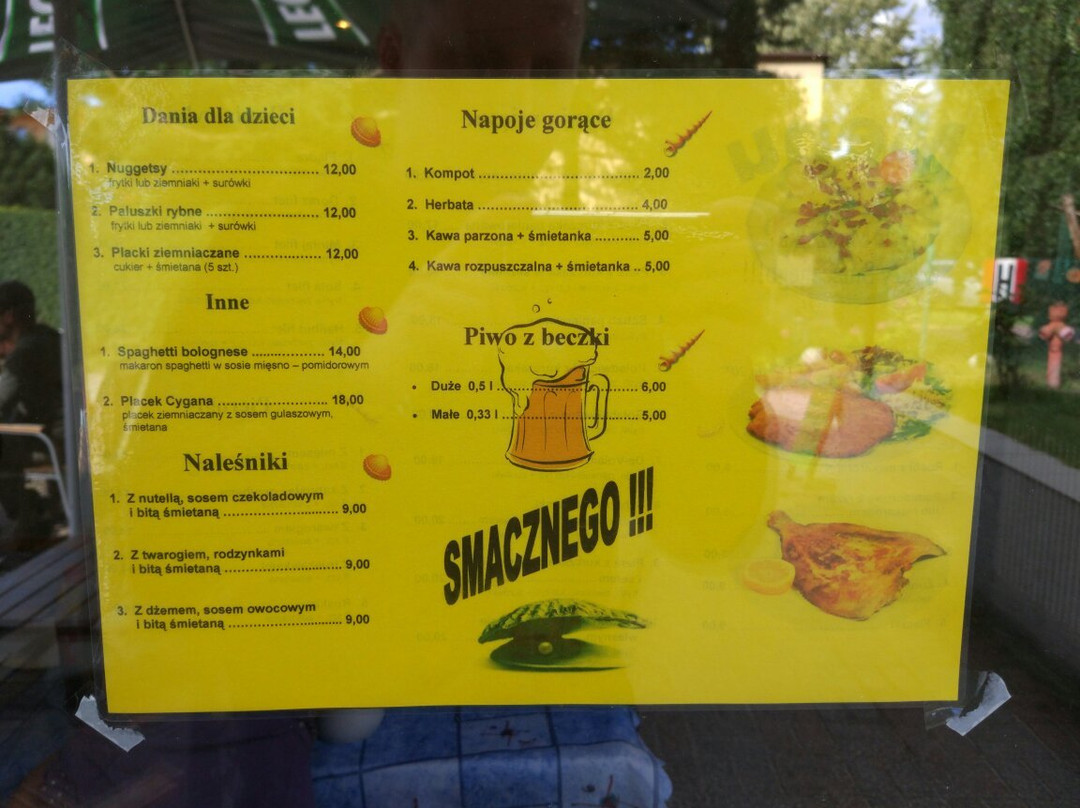 Dania dla dzieci
1. Nuggetsy .................................. 12,00
frytki lub ziemniaki + surówki
2. Paluszki rybne ........................... 12,00
frytki lub ziemniaki + surówki
3. Placki ziemniaczane .................... 12,00
cukier + śmietana (5 szt.)
Inne
1. Spaghetti bolognese .................. 14,00
makaron spaghetti w sosie mięsno – pomidorowym
2. Placek Cygana ............................ 18,00
placek ziemniaczany z sosem gulaszowym,
śmietana
Naleśniki
1. Z nutellą, sosem czekoladowym
i bitą śmietaną ................................ 9,00
2. Z twarogiem, rodzynkami
i bitą śmietaną ................................ 9,00
3. Z dżemem, sosem owocowym
i bitą śmietaną ................................ 9,00
Napoje gorące
1. Kompot ....................................... 2,00
2. Herbata ....................................... 4,00
3. Kawa parzona + śmietanka ........... 5,00
4. Kawa rozpuszczalna + śmietanka .. 5,00
Piwo z beczki
• Duże 0,5 l ........................................ 6,00
• Małe 0,33 l ....................................... 5,00
SMACZNEGO !!!